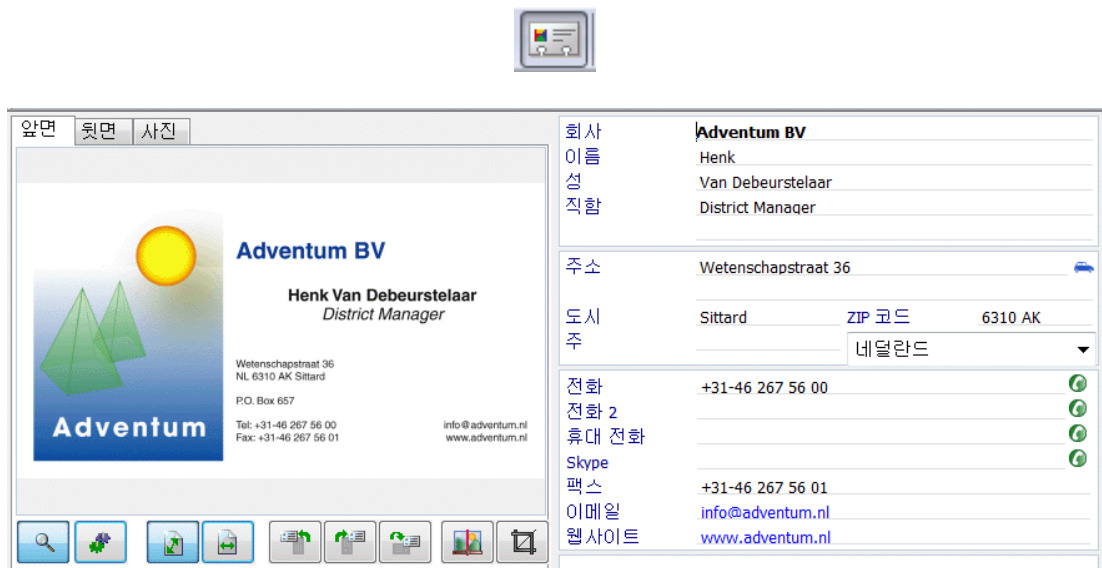 앞면 뒷면 사진
Adventum BV
Henk Van Debeurstelaar
District Manager
Wetenschapstraat 36
NL 6310 AK Sittard
P.O. Box 657
Tel: +31-46 267 56 00 info@adventum.nl
Fax: +31-46 267 56 01 www.adventum.nl
Adventum
회사 Adventum BV
이름 Henk
성 Van Debeurstelaar
직함 District Manager
주소 Wetenschapstraat 36
도시 Sittard ZIP 코드 6310 AK
주 네덜란드
전화 +31-46 267 56 00
전화 2
휴대 전화
Skype
팩스 +31-46 267 56 01
이메일 info@adventum.nl
웹사이트 www.adventum.nl